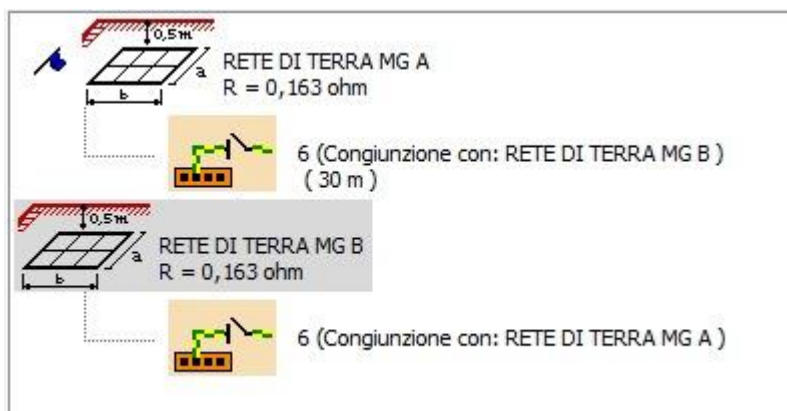 0,5m
a
b
RETE DI TERRA MG A
R = 0,163 ohm
6 (Congiunzione con: RETE DI TERRA MG B )
( 30 m )
0,5m
a
b
RETE DI TERRA MG B
R = 0,163 ohm
6 (Congiunzione con: RETE DI TERRA MG A )